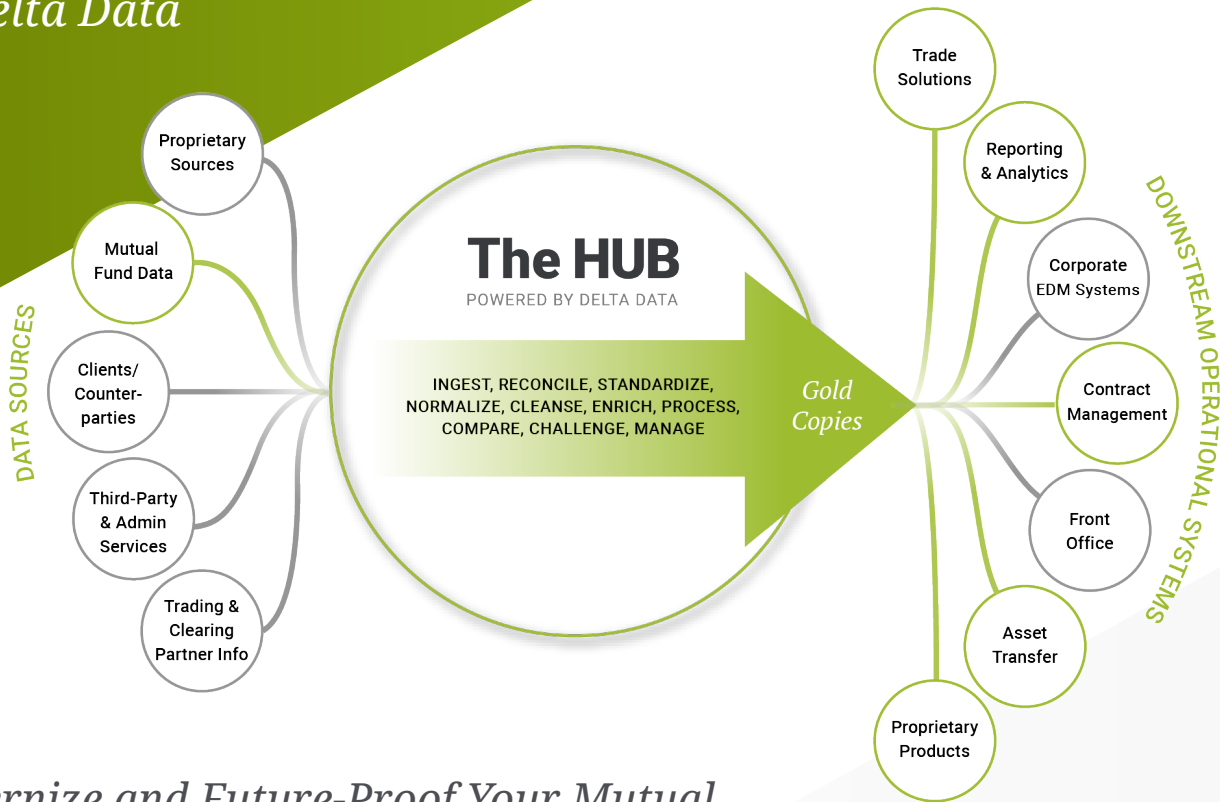 Delta Data
Proprietary
Sources
Mutual
Fund Data
Clients/
Counter-
parties
Third-Party
& Admin
Services
Trading &
Clearing
Partner Info
DATA SOURCES
The HUB
POWERED BY DELTA DATA
INGEST, RECONCILE, STANDARDIZE,
NORMALIZE, CLEANSE, ENRICH, PROCESS,
COMPARE, CHALLENGE, MANAGE
Gold
Copies
Trade
Solutions
Reporting
& Analytics
Corporate
EDM Systems
Contract
Management
Front
Office
Asset
Transfer
Proprietary
Products
DOWNSTREAM OPERATIONAL SYSTEMS
and Future-Proof Your Mutual